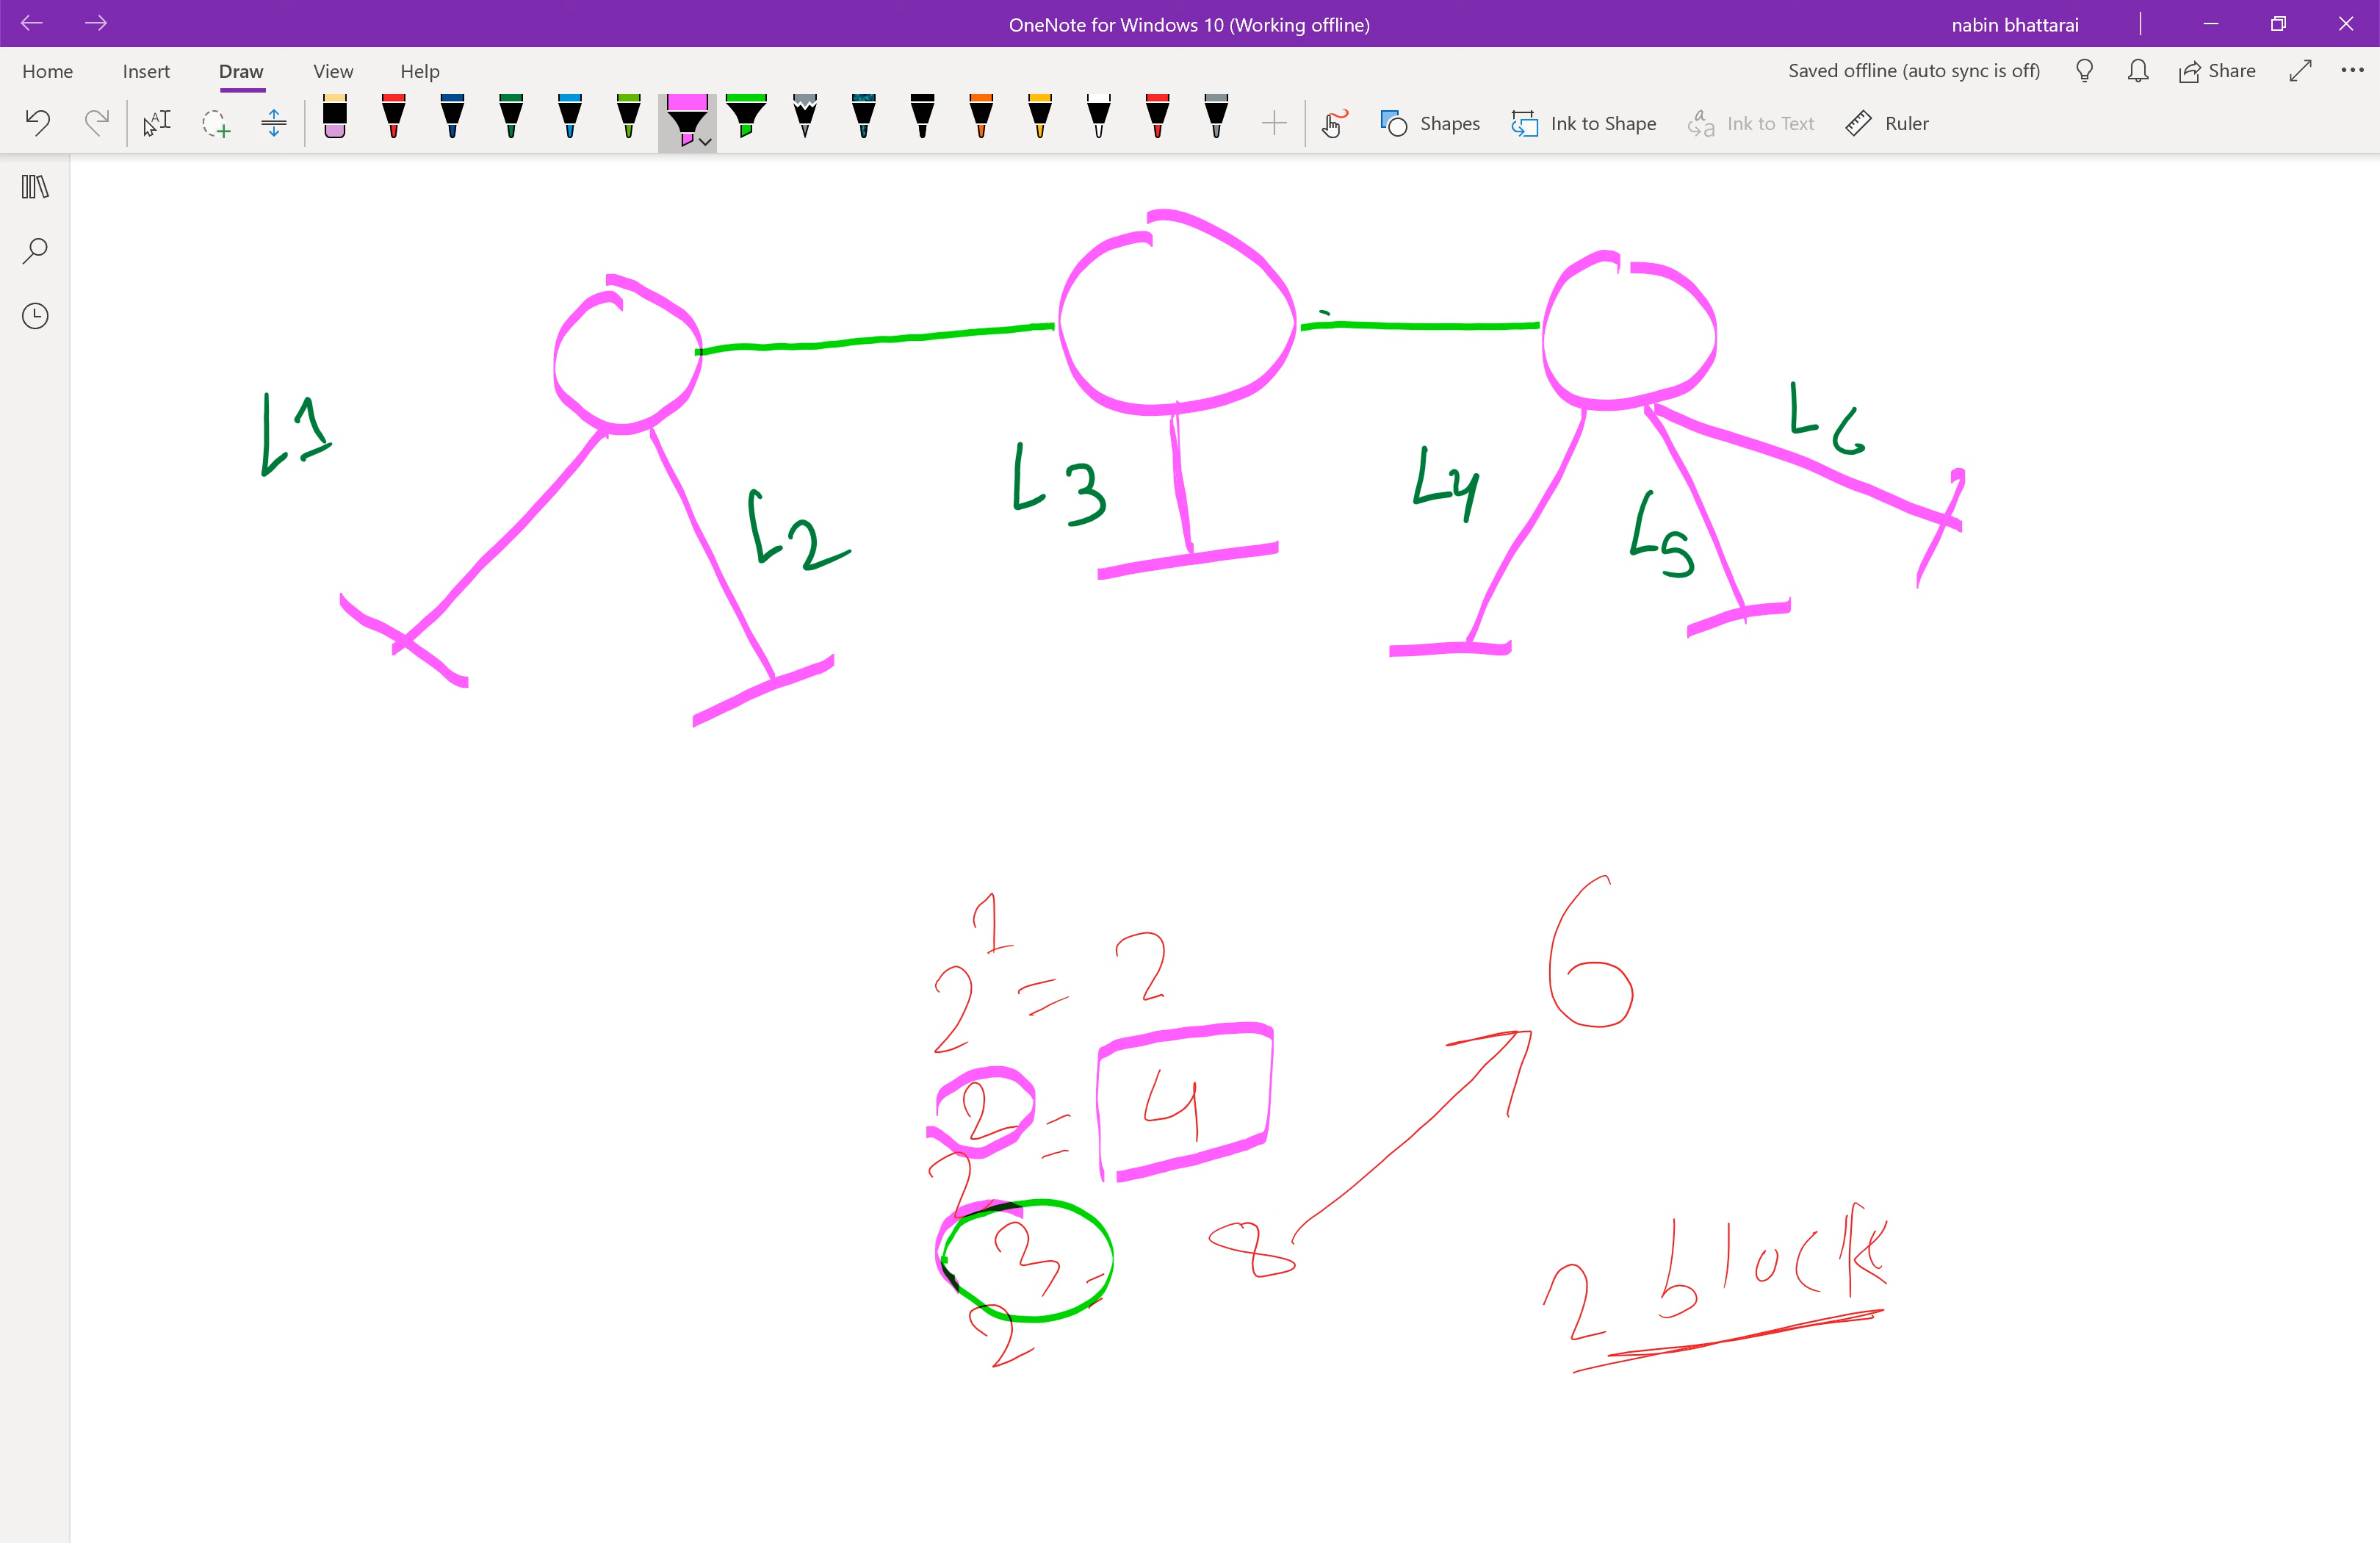 OneNote for Windows 10 (Working offline)
nabin bhattarai
Home Insert Draw View Help
Saved offline (auto sync is off)
Share
Shapes Ink to Shape Ink to Text Ruler
L1
L2
L3
L4
L5
L6
2^1 = 2
2^2 = 4
2^3 = 8
6
2 block